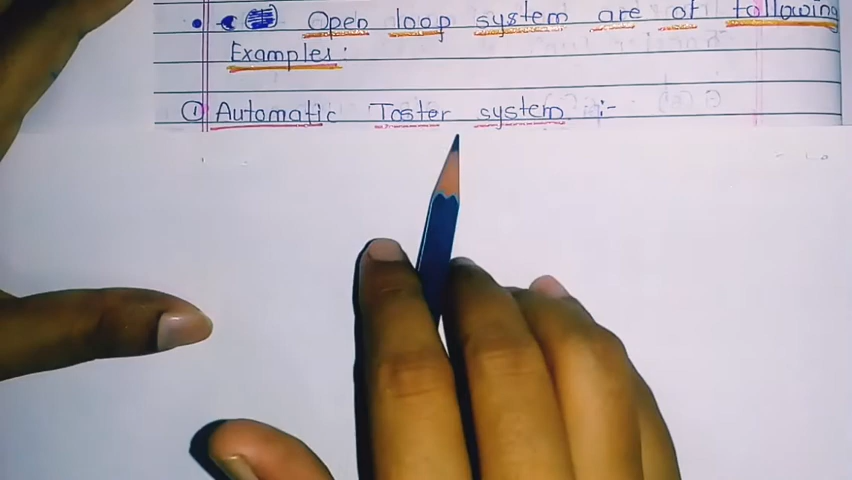 Open loop system are of following
Examples:
① Automatic Toster system :-